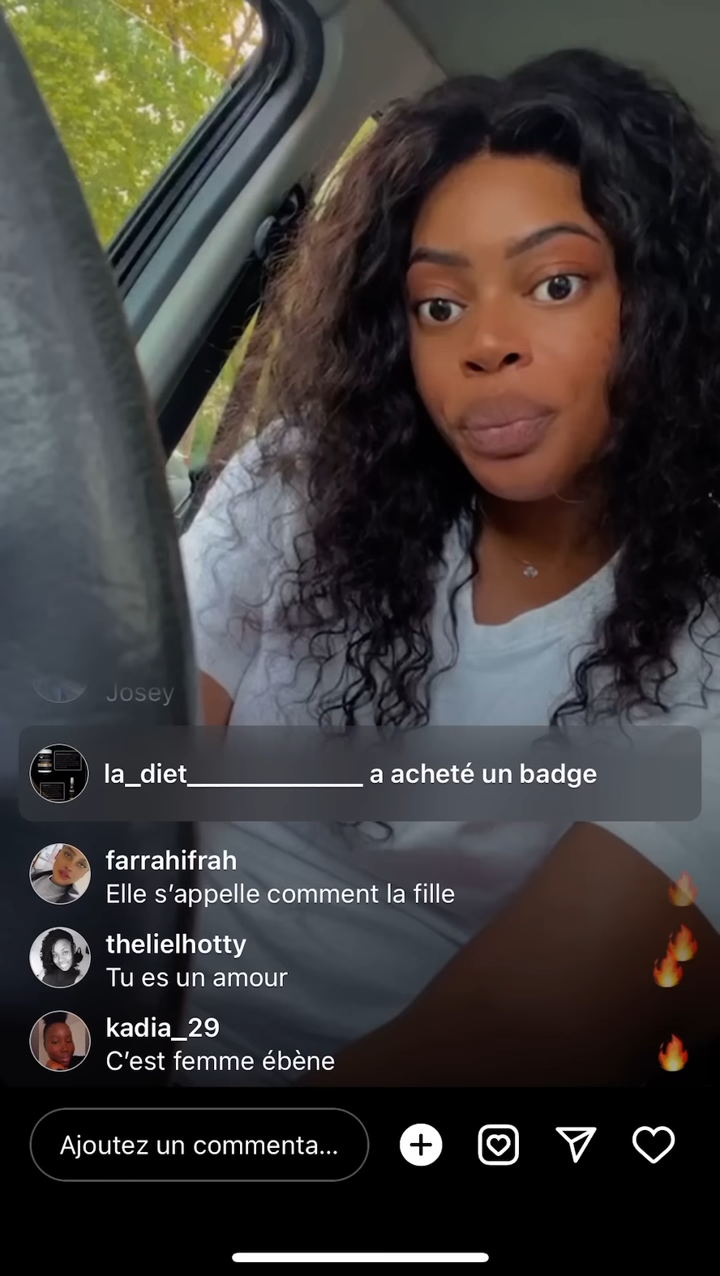 Josey
la_diet______________ a acheté un badge
farrahifrah
Elle s’appelle comment la fille
thelielhotty
Tu es un amour
kadia_29
C’est femme ébène
Ajoutez un commenta...